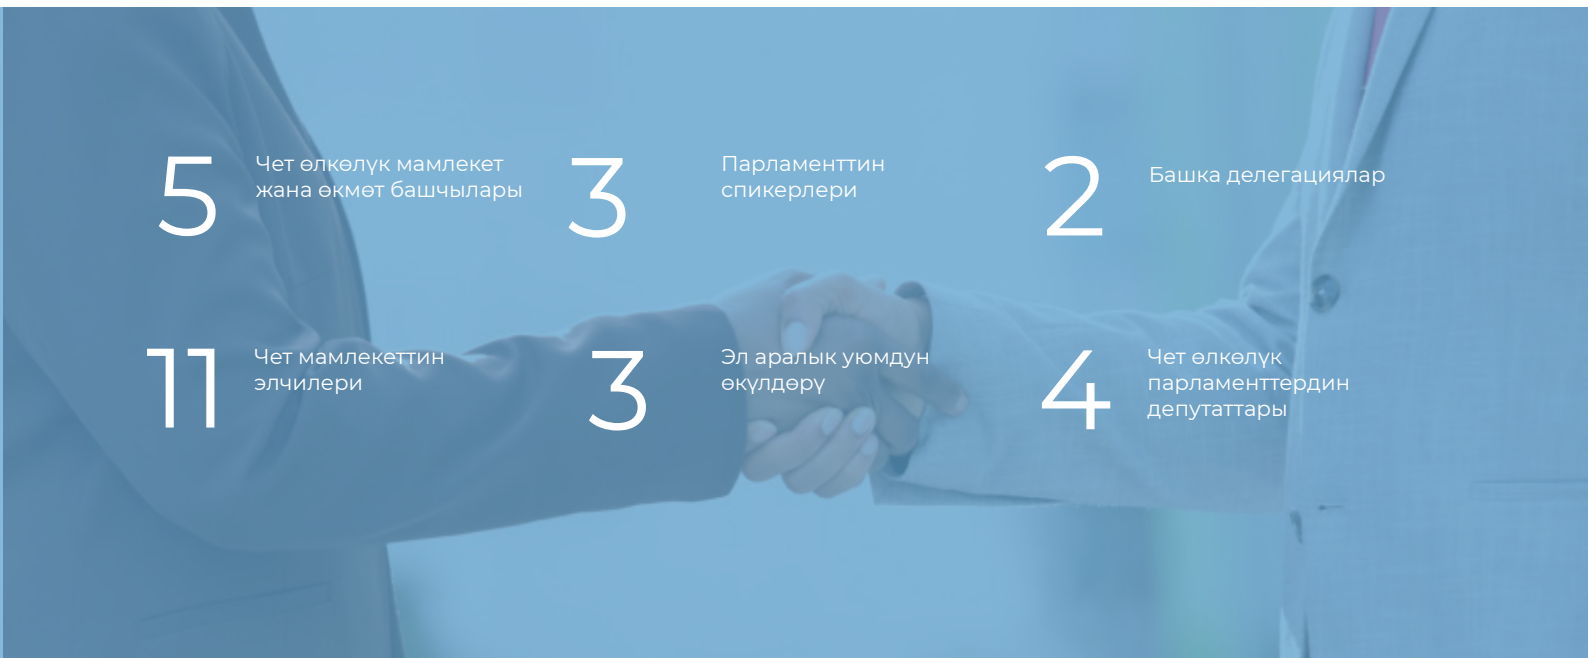 5
Чет өлкөлүк мамлекет
жана өкмөт башчылары
3
Парламенттин
спикерлери
2
Башка делегациялар
11
Чет мамлекеттин
элчилери
3
Эл аралык уюмдун
өкүлдөрү
4
Чет өлкөлүк
парламенттердин
депутаттары